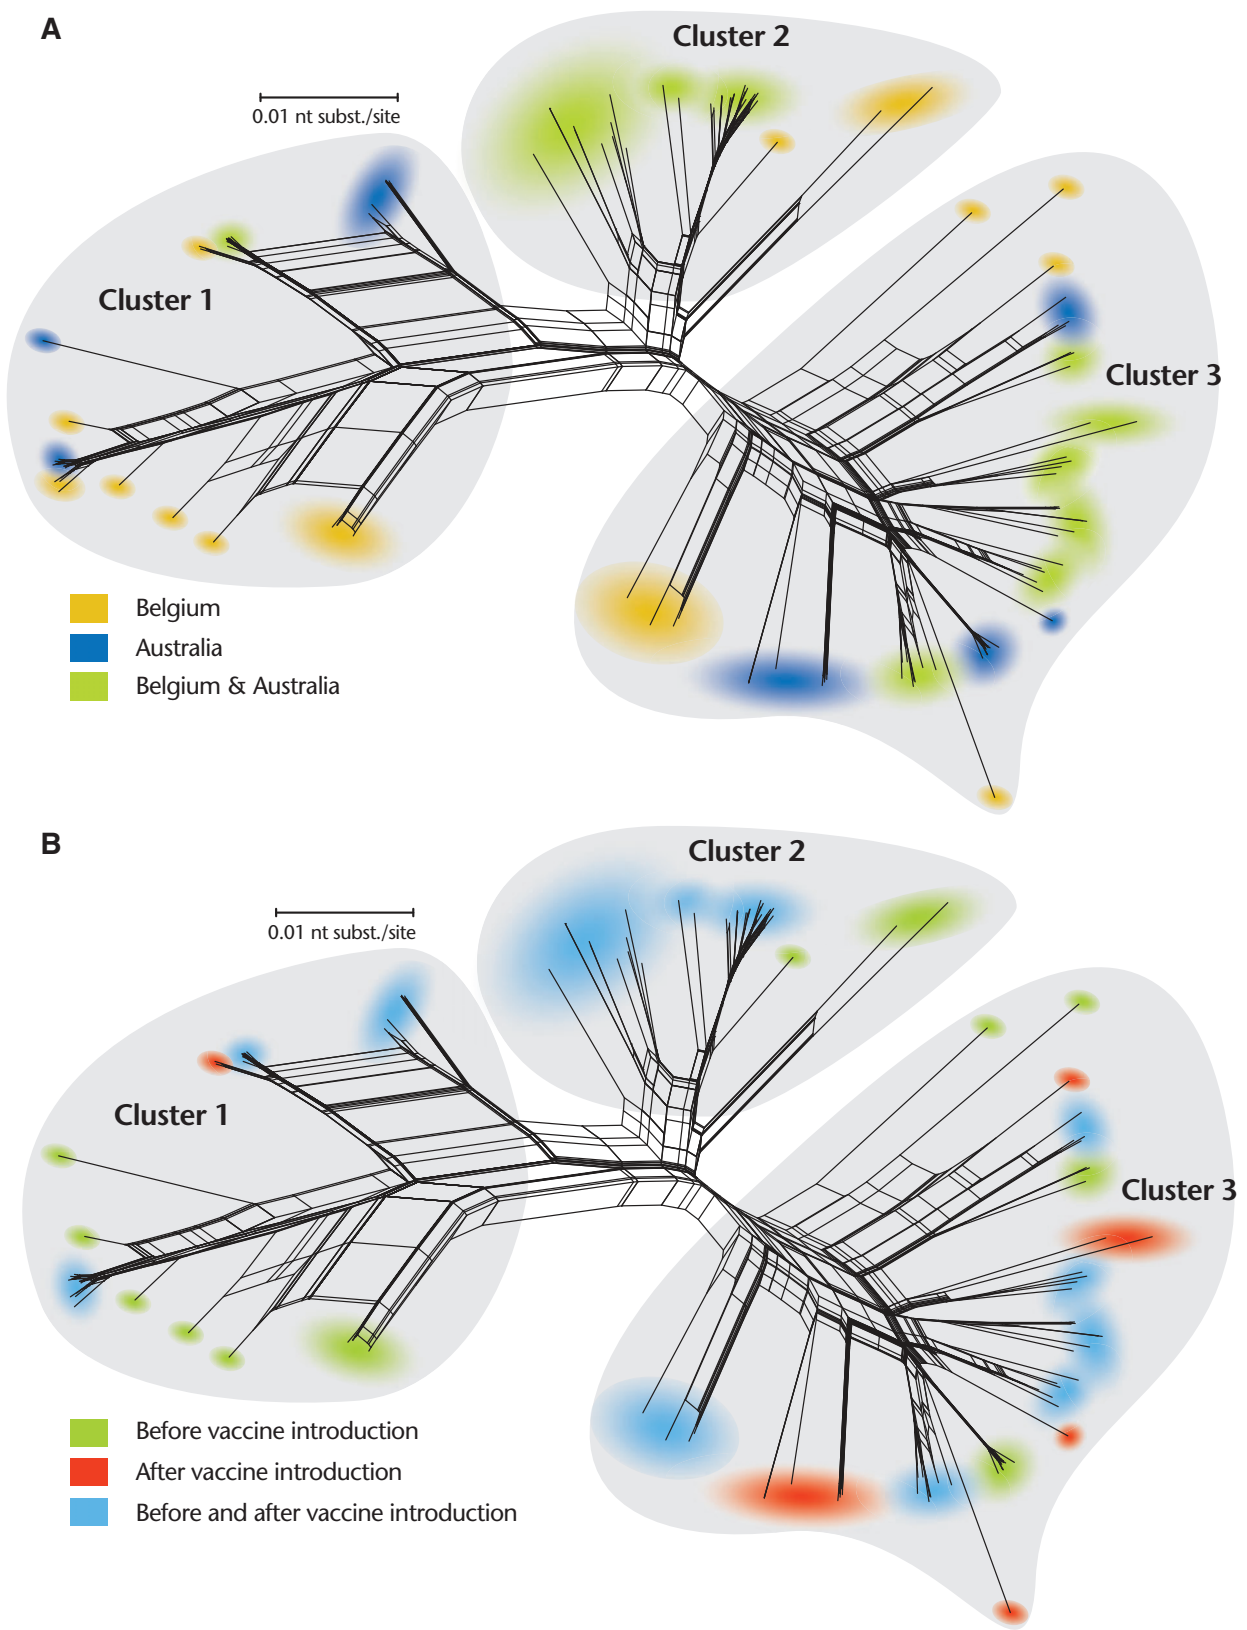 A
Cluster 2
0.01 nt subst./site
Cluster 1
Cluster 3
Belgium
Australia
Belgium & Australia
B
Cluster 2
0.01 nt subst./site
Cluster 1
Cluster 3
Before vaccine introduction
After vaccine introduction
Before and after vaccine introduction